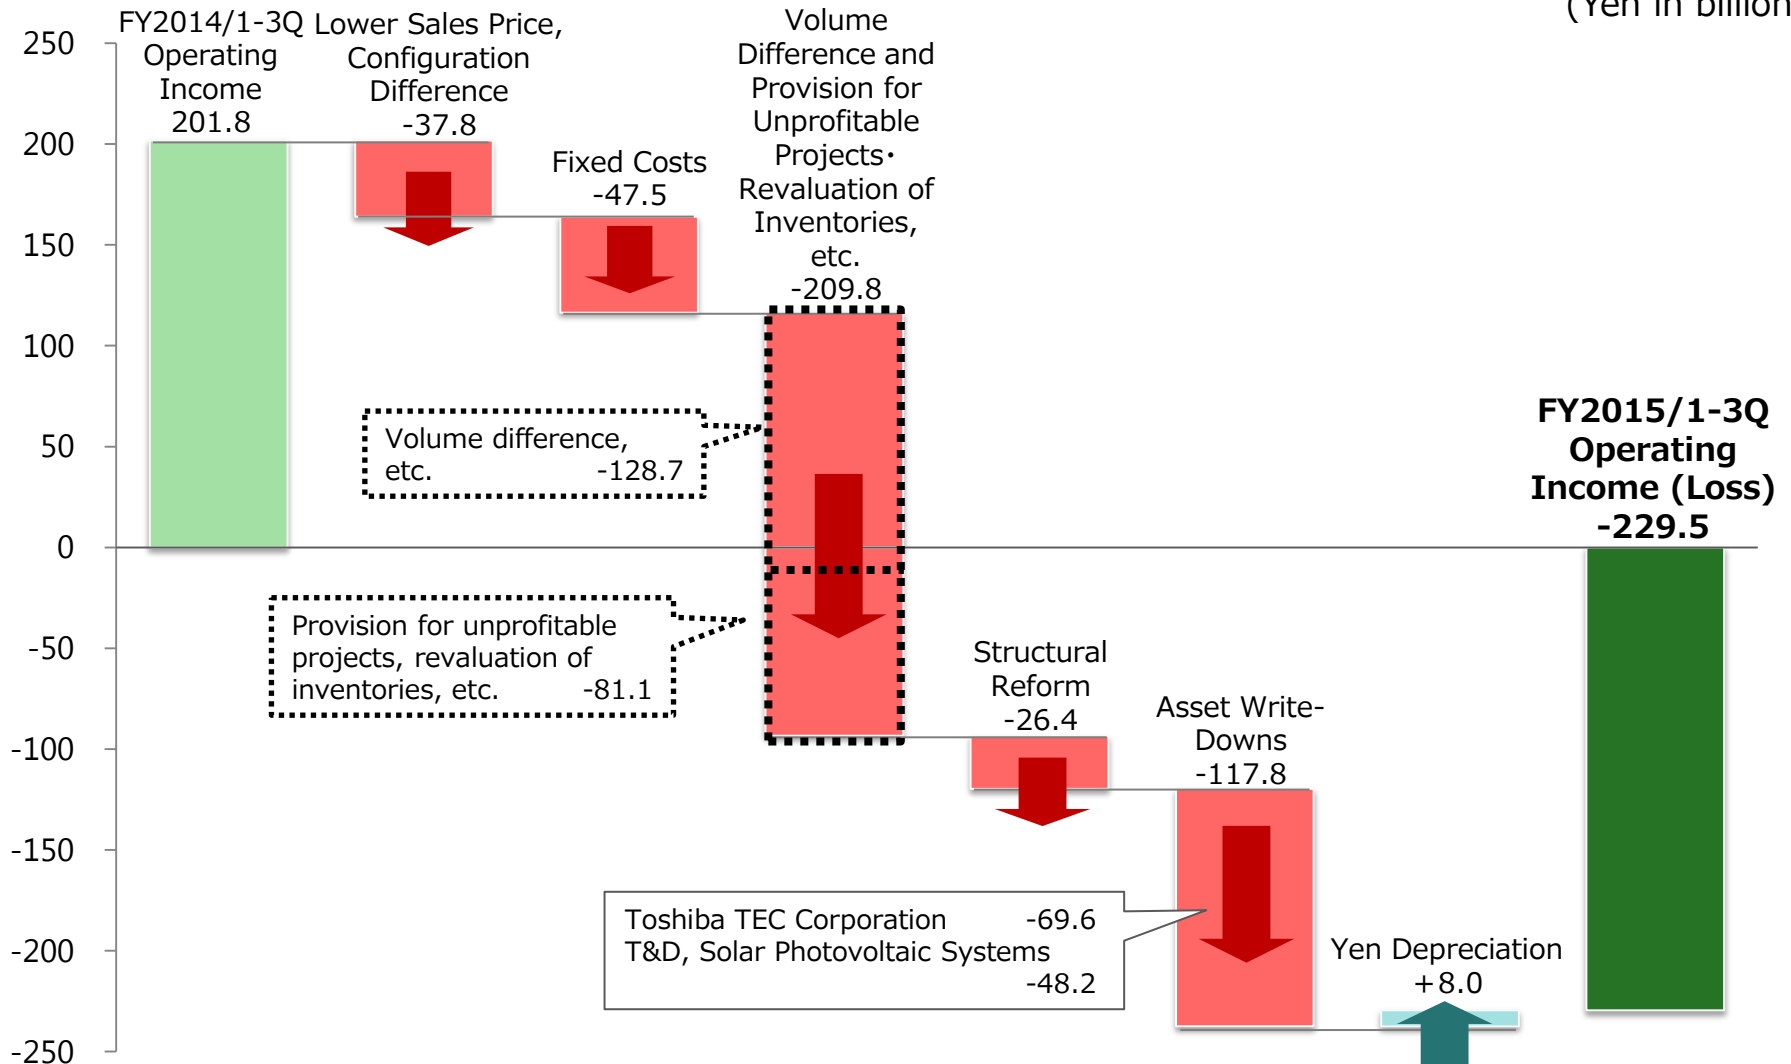 (Yen in billion
250
200
150
100
50
0
-50
-100
-150
-200
-250
FY2014/1-3Q
Operating
Income
201.8
Lower Sales Price,
Configuration
Difference
-37.8
Fixed Costs
-47.5
Volume
Difference and
Provision for
Unprofitable
Projects・
Revaluation of
Inventories,
etc.
-209.8
Volume difference,
etc. -128.7
Provision for unprofitable
projects, revaluation of
inventories, etc. -81.1
Structural
Reform
-26.4
Asset Write-
Downs
-117.8
Toshiba TEC Corporation -69.6
T&D, Solar Photovoltaic Systems
-48.2
Yen Depreciation
+8.0
FY2015/1-3Q
Operating
Income (Loss)
-229.5